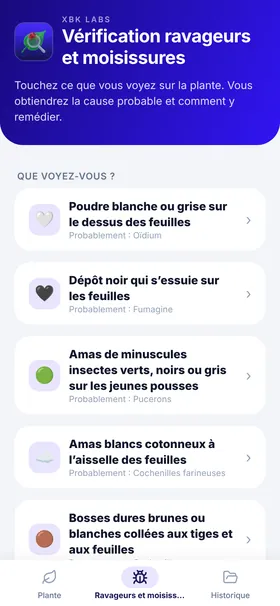 XBK LABS
Vérification ravageurs
et moisissures
Touchez ce que vous voyez sur la plante. Vous
obtiendrez la cause probable et comment y
remédier.
QUE VOYEZ-VOUS ?
Poudre blanche ou grise sur
le dessus des feuilles
Probablement : Oïdium
Dépôt noir qui s’essuie sur
les feuilles
Probablement : Fumagine
Amas de minuscules
insectes verts, noirs ou gris
sur les jeunes pousses
Probablement : Pucerons
Amas blancs cotonneux à
l’aisselle des feuilles
Probablement : Cochenilles farineuses
Bosses dures brunes ou
blanches collées aux tiges et
aux feuilles
Plante
Ravageurs et moisiss...
Historique